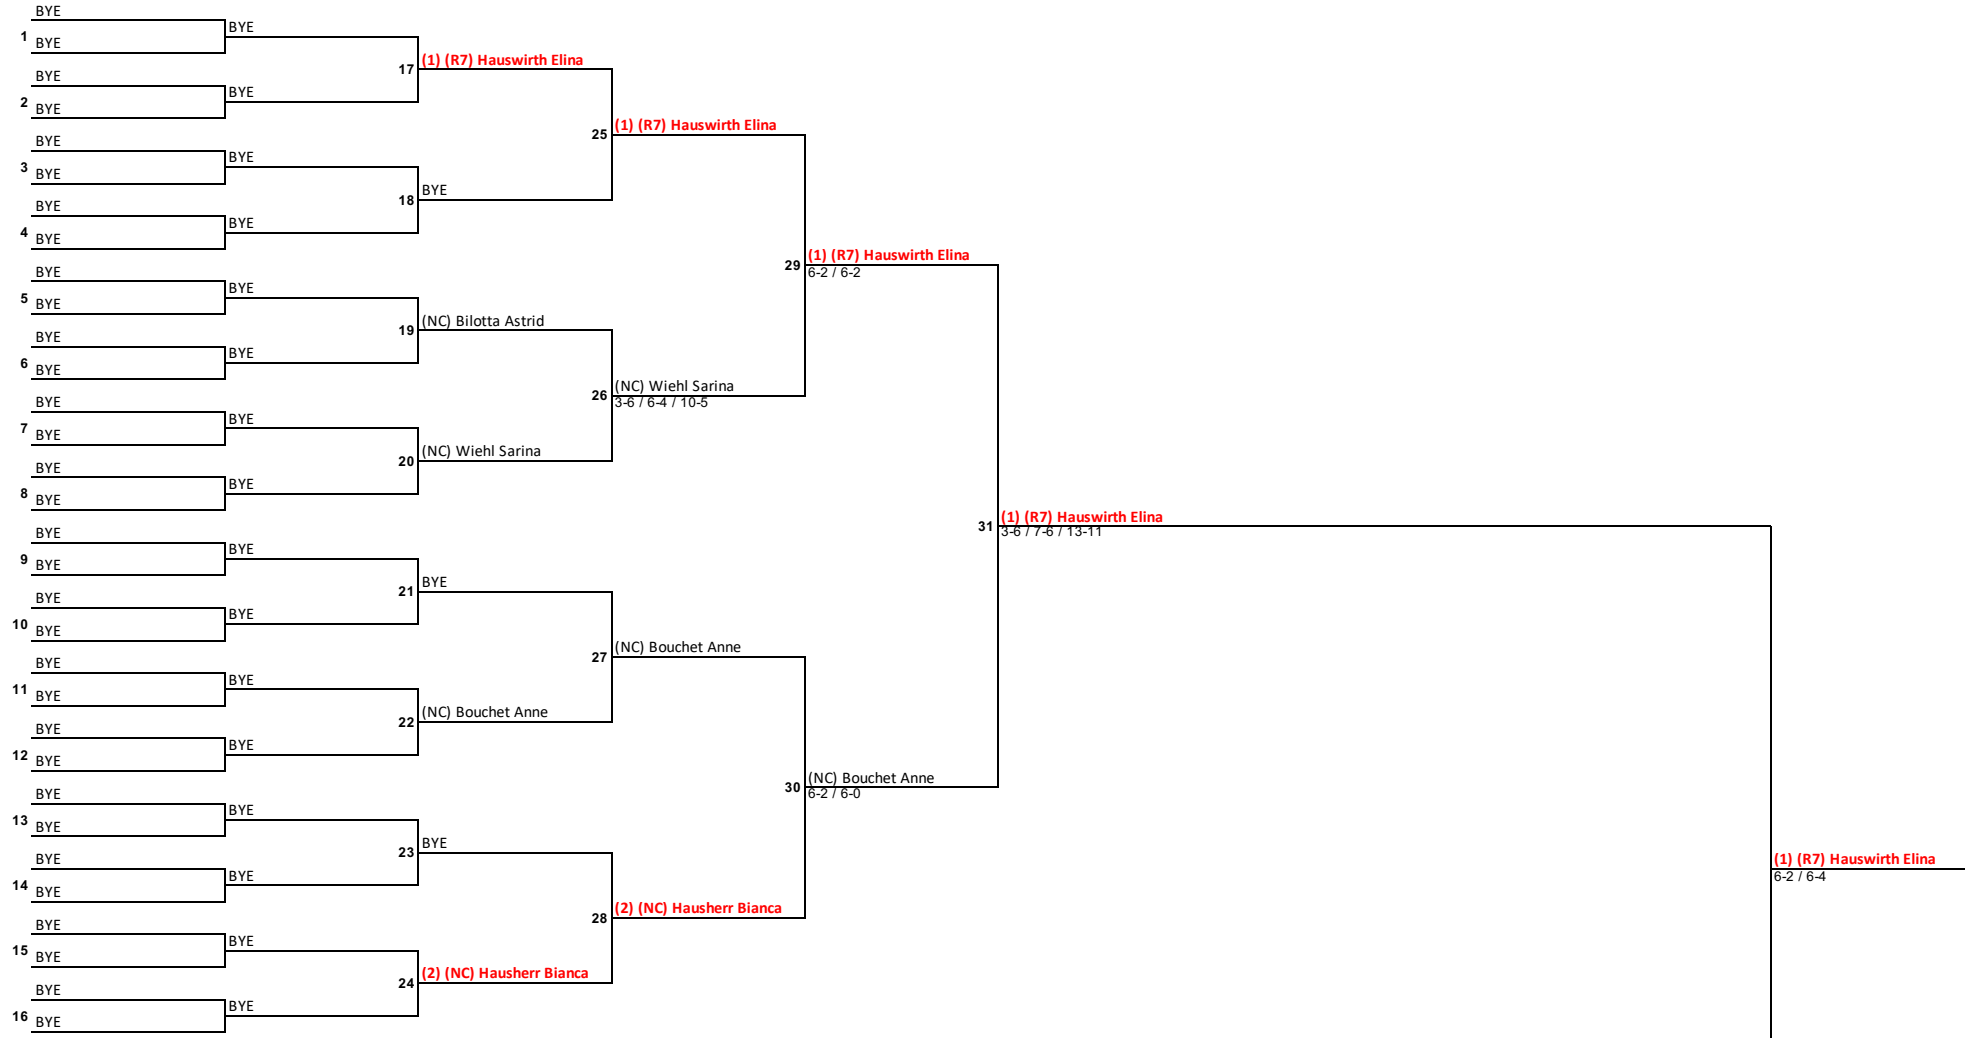 BYE
1
BYE
BYE
BYE
2
BYE
BYE
17
(1) (R7) Hauswirth Elina
BYE
3
BYE
BYE
BYE
4
BYE
BYE
18
BYE
25
(1) (R7) Hauswirth Elina
BYE
5
BYE
BYE
BYE
6
BYE
BYE
19
(NC) Bilotta Astrid
BYE
7
BYE
BYE
BYE
8
BYE
BYE
20
(NC) Wiehl Sarina
26
(NC) Wiehl Sarina
3-6 / 6-4 / 10-5
29
(1) (R7) Hauswirth Elina
6-2 / 6-2
BYE
9
BYE
BYE
BYE
10
BYE
BYE
21
BYE
BYE
11
BYE
BYE
BYE
12
BYE
BYE
22
(NC) Bouchet Anne
27
(NC) Bouchet Anne
BYE
13
BYE
BYE
BYE
14
BYE
BYE
23
BYE
BYE
15
BYE
BYE
BYE
16
BYE
BYE
24
(2) (NC) Hausherr Bianca
28
(2) (NC) Hausherr Bianca
30
(NC) Bouchet Anne
6-2 / 6-0
31
(1) (R7) Hauswirth Elina
3-6 / 7-6 / 13-11
(1) (R7) Hauswirth Elina
6-2 / 6-4